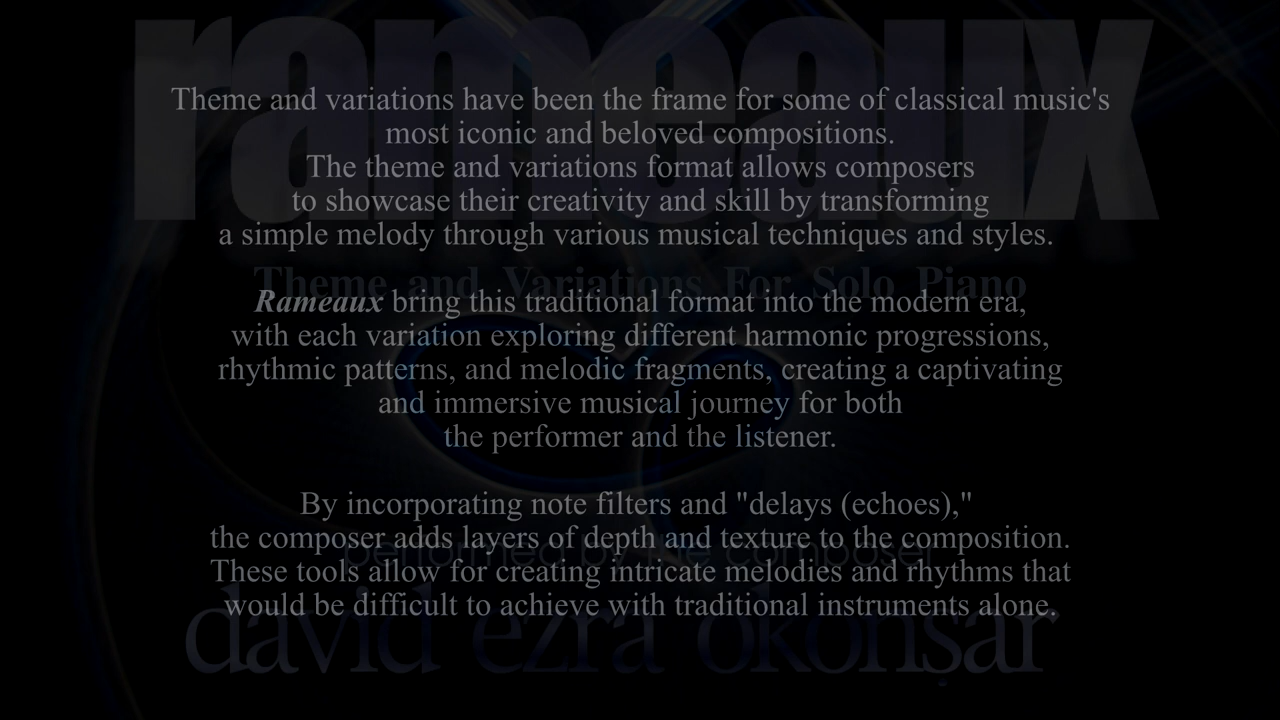 rameaux
Theme and variations have been the frame for some of classical music's
most iconic and beloved compositions.
The theme and variations format allows composers
to showcase their creativity and skill by transforming
a simple melody through various musical techniques and styles.
Theme and Variations For Solo Piano
Rameaux bring this traditional format into the modern era,
with each variation exploring different harmonic progressions,
rhythmic patterns, and melodic fragments, creating a captivating
and immersive musical journey for both
the performer and the listener.
By incorporating note filters and "delays (echoes),"
the composer adds layers of depth and texture to the composition.
performed by the composer
These tools allow for creating intricate melodies and rhythms that
would be difficult to achieve with traditional instruments alone.
david ezra okonşar